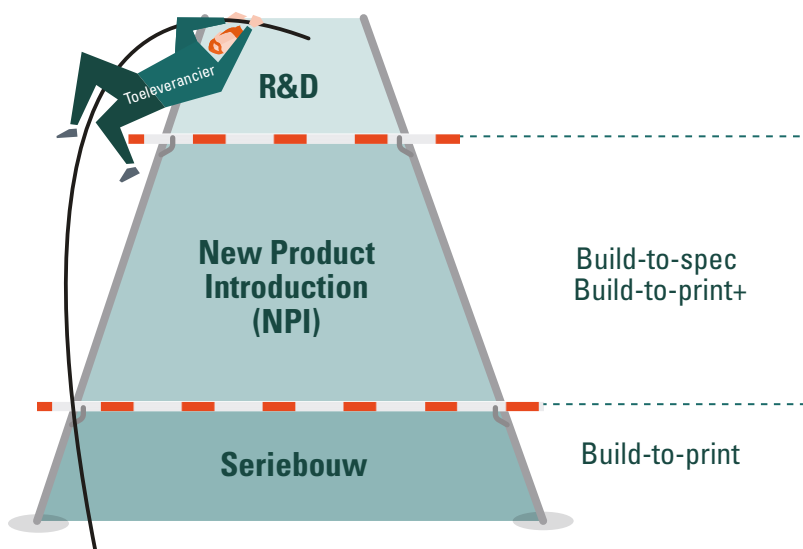 Toeleverancier
R&D
New Product
Introduction
(NPI)
Build-to-spec
Build-to-print+
Seriebouw
Build-to-print